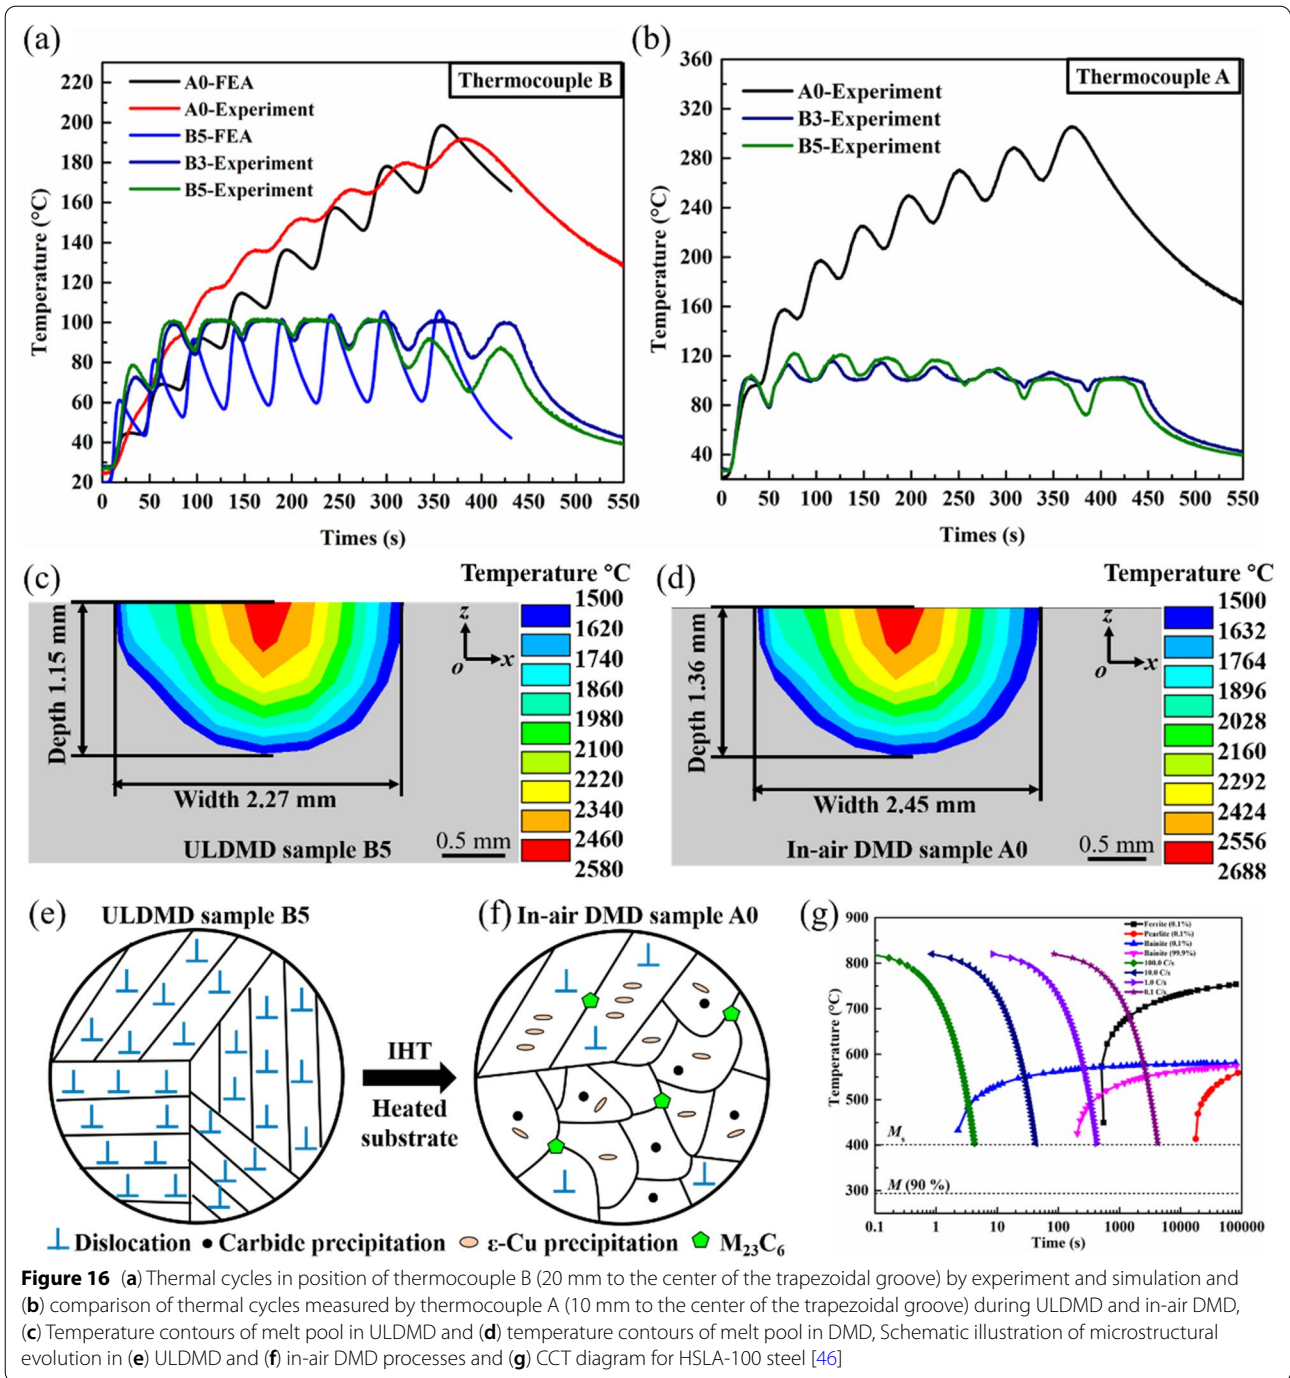 (a)
Thermocouple B
A0-FEA
A0-Experiment
B5-FEA
B3-Experiment
B5-Experiment
Temperature (°C)
220
200
180
160
140
120
100
80
60
40
20
0 50 100 150 200 250 300 350 400 450 500 550
Times (s)
(b)
Thermocouple A
A0-Experiment
B3-Experiment
B5-Experiment
Temperature (°C)
360
320
280
240
200
160
120
80
40
0 50 100 150 200 250 300 350 400 450 500 550
Time (s)
(c)
Temperature °C
1500
1620
1740
1860
1980
2100
2220
2340
2460
2580
z
o x
Depth 1.15 mm
Width 2.27 mm
0.5 mm
ULDMD sample B5
(d)
Temperature °C
1500
1632
1764
1896
2028
2160
2292
2424
2556
2688
z
o x
Depth 1.36 mm
Width 2.45 mm
0.5 mm
In-air DMD sample A0
(e)
ULDMD sample B5
IHT
Heated
substrate
(f)
In-air DMD sample A0
Dislocation Carbide precipitation ε-Cu precipitation M23C6
(g)
Ferrite (0.1%)
Pearlite (0.1%)
Bainite (0.1%)
Bainite (99.9%)
100.0 C/s
10.0 C/s
1.0 C/s
0.1 C/s
Temperature (°C)
900
800
700
600
500
400
300
Ms
M (90 %)
0.1 1 10 100 1000 10000 100000
Time (s)
Figure 16 (a) Thermal cycles in position of thermocouple B (20 mm to the center of the trapezoidal groove) by experiment and simulation and
(b) comparison of thermal cycles measured by thermocouple A (10 mm to the center of the trapezoidal groove) during ULDMD and in-air DMD,
(c) Temperature contours of melt pool in ULDMD and (d) temperature contours of melt pool in DMD, Schematic illustration of microstructural
evolution in (e) ULDMD and (f) in-air DMD processes and (g) CCT diagram for HSLA-100 steel [46]